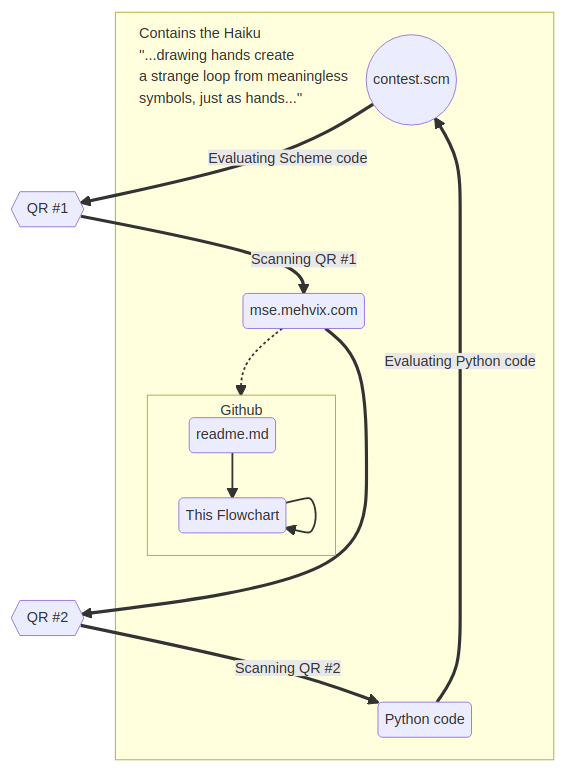 Contains the Haiku
"...drawing hands create
a strange loop from meaningless
symbols, just as hands..."
contest.scm
Evaluating Scheme code
QR #1
Scanning QR #1
mse.mehvix.com
Evaluating Python code
Github
readme.md
This Flowchart
QR #2
Scanning QR #2
Python code